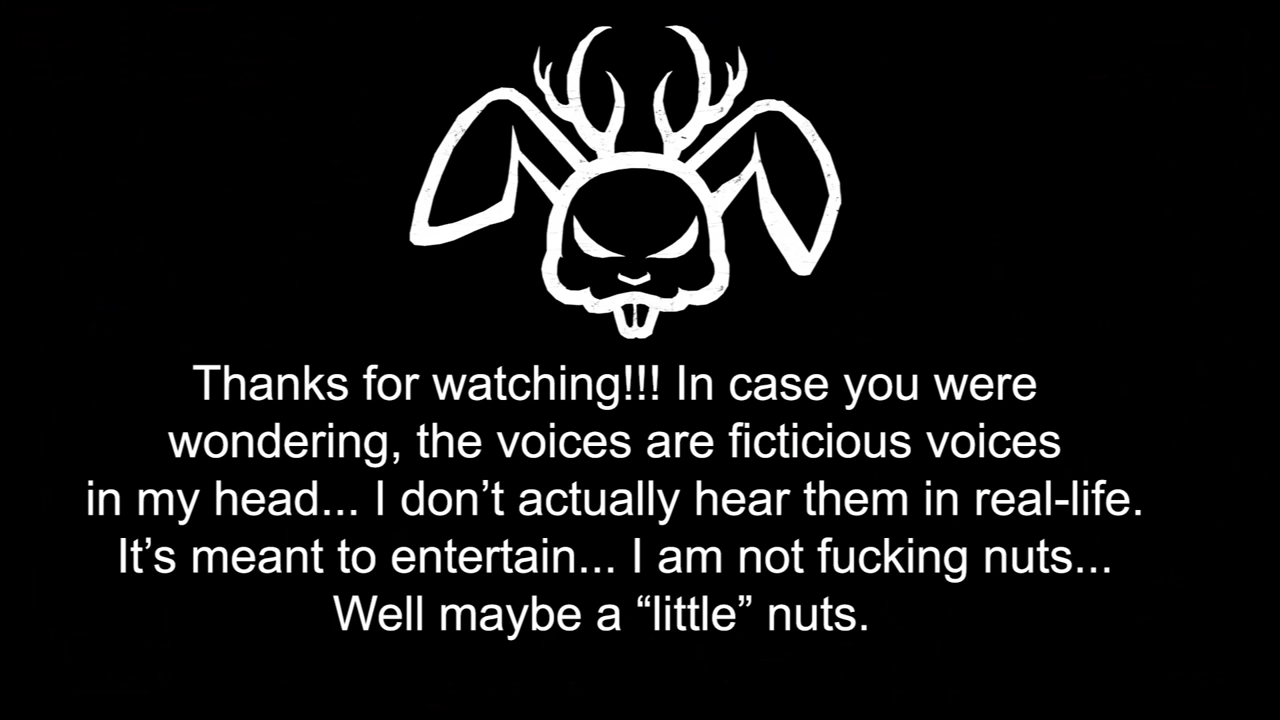 Thanks for watching!!! In case you were
wondering, the voices are ficticious voices
in my head... I don’t actually hear them in real-life.
It’s meant to entertain... I am not fucking nuts...
Well maybe a “little” nuts.